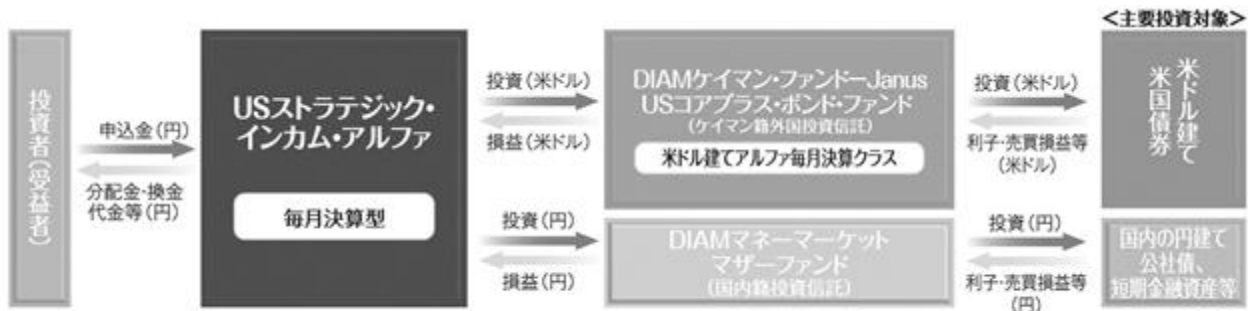 <主要投資対象>
投資者(受益者)
申込金(円)
分配金・換金
代金等(円)
USストラテジック・
インカム・アルファ
毎月決算型
投資(米ドル)
損益(米ドル)
投資(円)
損益(円)
DIAMケイマン・ファンドーJanus
USコアプラス・ボンド・ファンド
(ケイマン籍外国投資信託)
米ドル建てアルファ毎月決算クラス
DIAMマネーマーケット
マザーファンド
(国内籍投資信託)
投資(米ドル)
利子・売買損益等
(米ドル)
投資(円)
利子・売買損益等
(円)
米ドル建て
米国債券
国内の円建て
公社債、
短期金融資産等